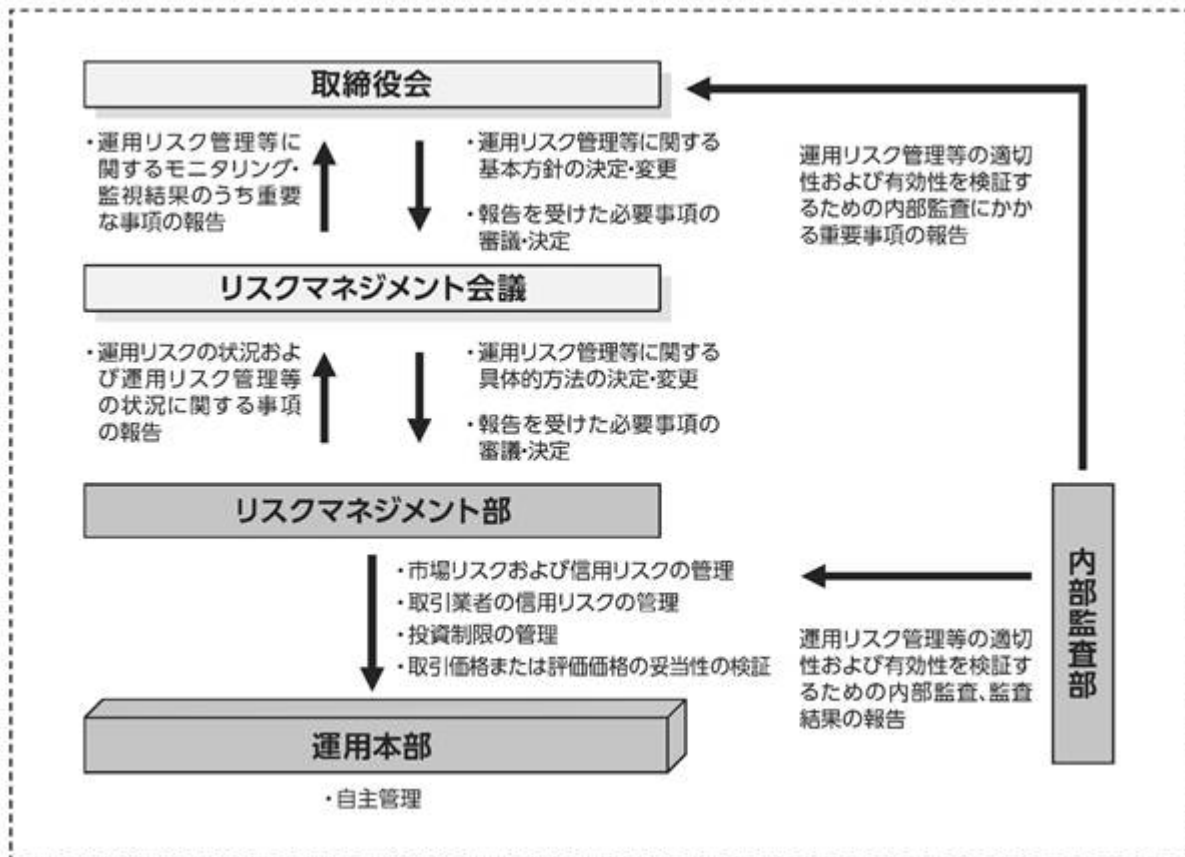 取締役会
・運用リスク管理等に
関するモニタリング・
監視結果のうち重要
な事項の報告
・運用リスク管理等に関する
基本方針の決定・変更
・報告を受けた必要事項の
審議・決定
運用リスク管理等の適切
性および有効性を検証す
るための内部監査にかか
る重要事項の報告
リスクマネジメント会議
・運用リスクの状況およ
び運用リスク管理等
の状況に関する事項
の報告
・運用リスク管理等に関する
具体的方法の決定・変更
・報告を受けた必要事項の
審議・決定
リスクマネジメント部
・市場リスクおよび信用リスクの管理
・取引業者の信用リスクの管理
・投資制限の管理
・取引価格または評価価格の妥当性の検証
運用リスク管理等の適切
性および有効性を検証す
るための内部監査、監査
結果の報告
内部監査部
運用本部
・自主管理